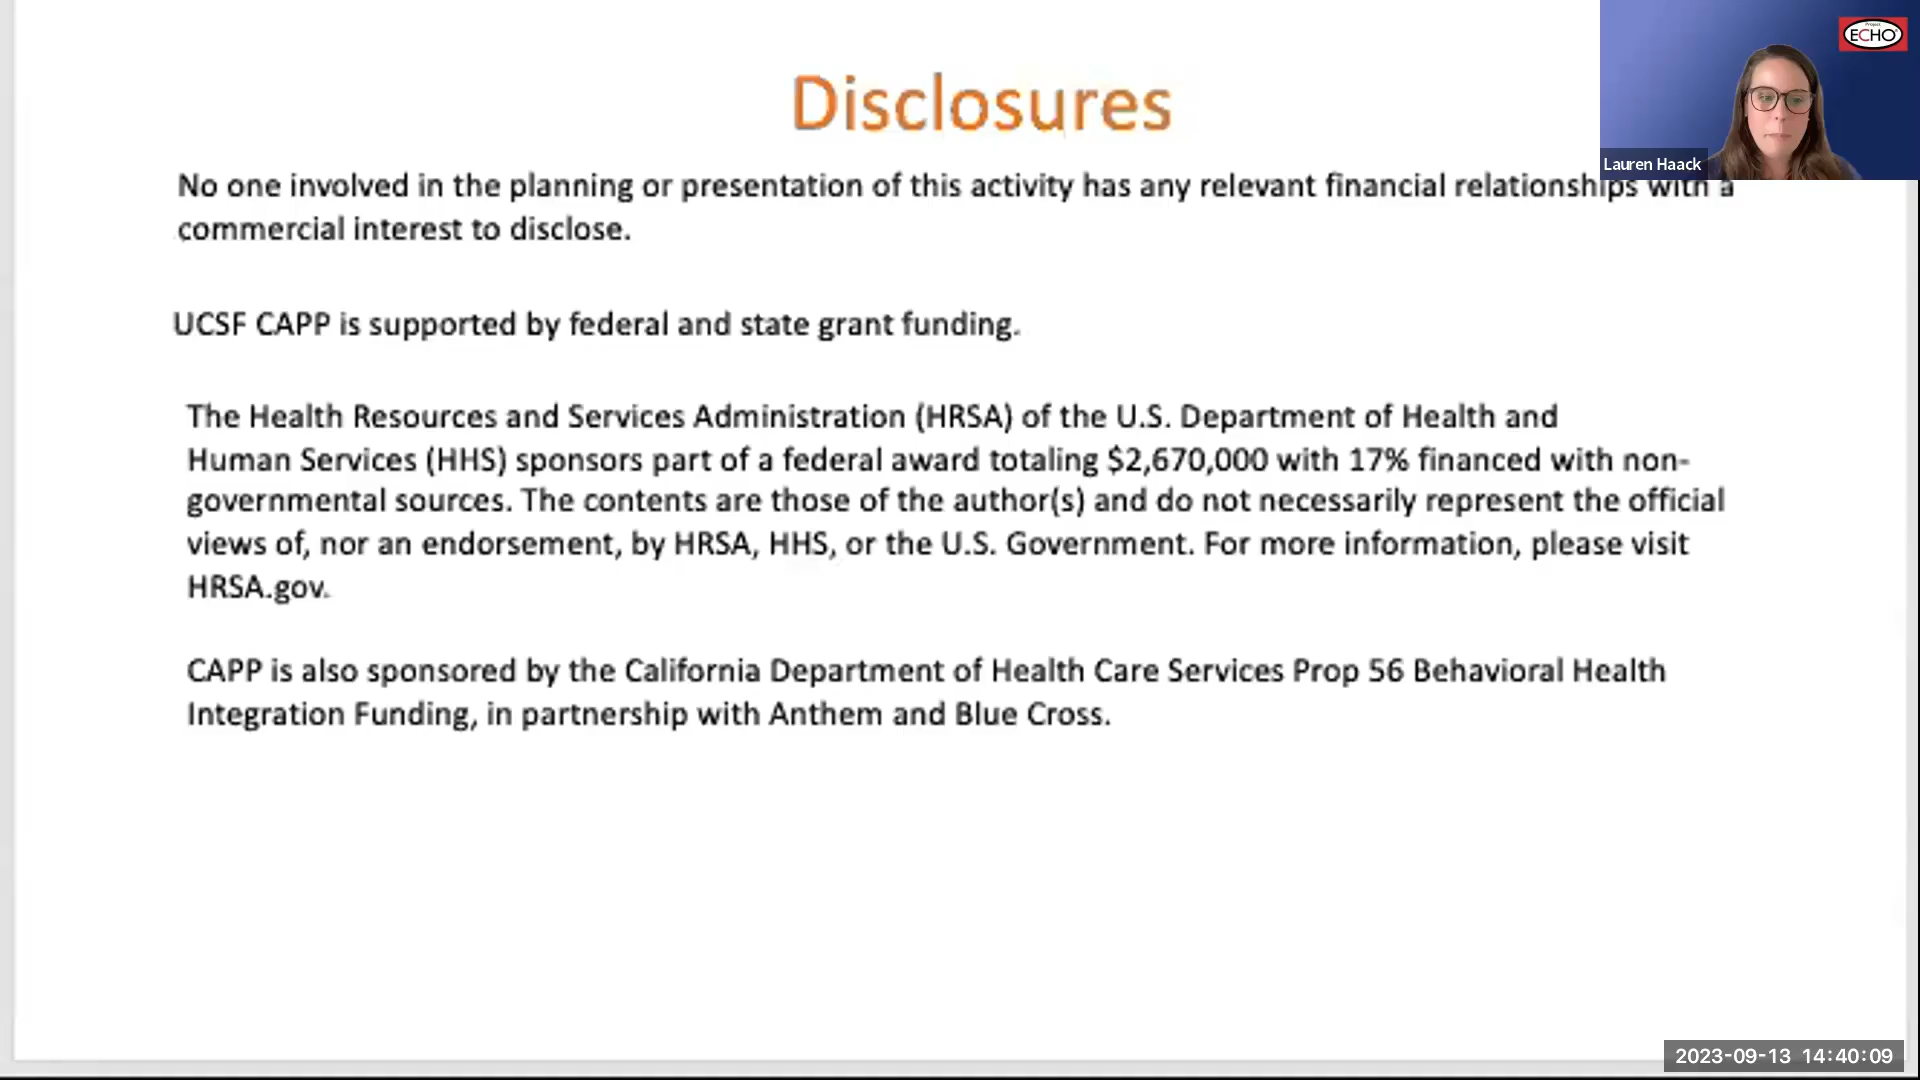 Disclosures
Project
ECHO
Lauren Haack
No one involved in the planning or presentation of this activity has any relevant financial relationships with a
commercial interest to disclose.
UCSF CAPP is supported by federal and state grant funding.
The Health Resources and Services Administration (HRSA) of the U.S. Department of Health and
Human Services (HHS) sponsors part of a federal award totaling $2,670,000 with 17% financed with non-
governmental sources. The contents are those of the author(s) and do not necessarily represent the official
views of, nor an endorsement, by HRSA, HHS, or the U.S. Government. For more information, please visit
HRSA.gov.
CAPP is also sponsored by the California Department of Health Care Services Prop 56 Behavioral Health
Integration Funding, in partnership with Anthem and Blue Cross.
2023-09-13 14:40:09